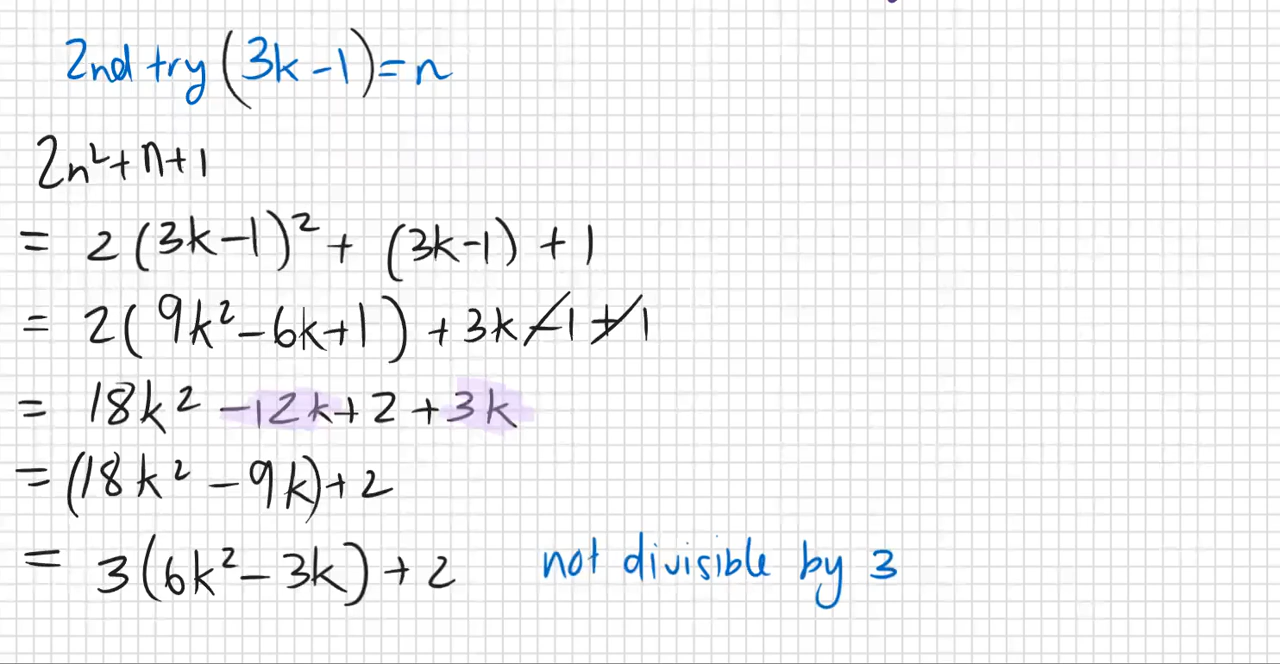 2nd try (3k-1)=n
2n²+n+1
= 2(3k-1)² + (3k-1) + 1
= 2(9k²-6k+1) + 3k-1+1
= 18k² -12k+2+3k
= (18k² - 9k)+2
= 3(6k²-3k)+2 not divisible by 3